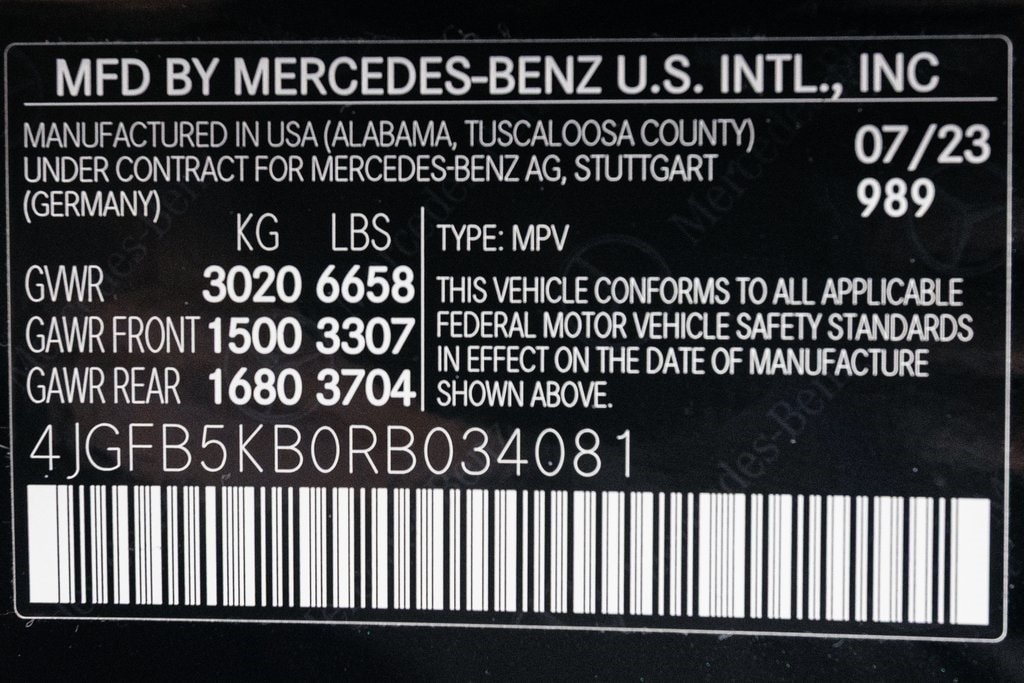 MFD BY MERCEDES-BENZ U.S. INTL., INC
MANUFACTURED IN USA (ALABAMA, TUSCALOOSA COUNTY)
UNDER CONTRACT FOR MERCEDES-BENZ AG, STUTTGART
(GERMANY)
07/23
989
KG LBS
GVWR 3020 6658
GAWR FRONT 1500 3307
GAWR REAR 1680 3704
TYPE: MPV
THIS VEHICLE CONFORMS TO ALL APPLICABLE
FEDERAL MOTOR VEHICLE SAFETY STANDARDS
IN EFFECT ON THE DATE OF MANUFACTURE
SHOWN ABOVE.
4JGFB5KB0RB034081